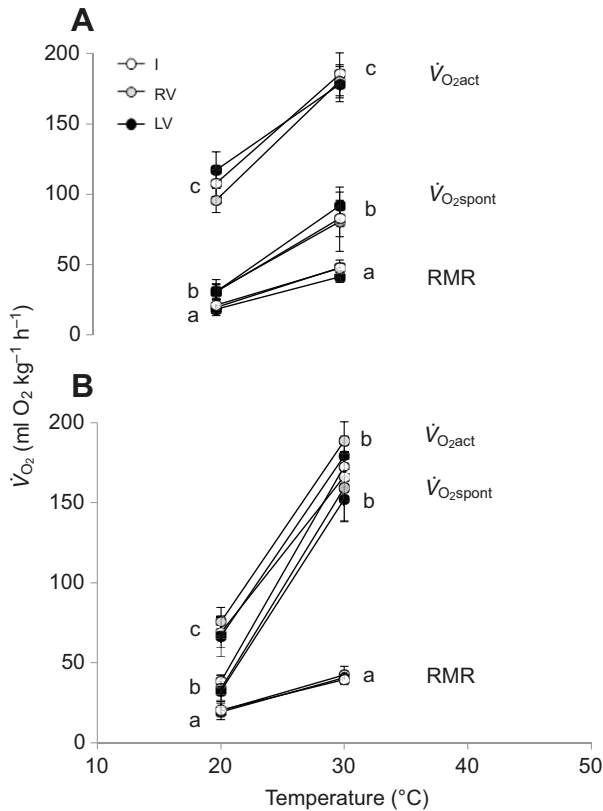 A
200
150
100
50
0
I
RV
LV
c
c
b
b
a
a
V̇O₂act
V̇O₂spont
RMR
B
200
150
100
50
0
b
b
c
b
a
a
V̇O₂act
V̇O₂spont
RMR
V̇O₂ (ml O₂ kg⁻¹ h⁻¹)
10 20 30 40 50
Temperature (°C)